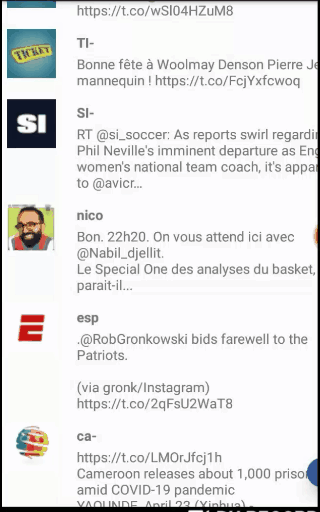 https://t.co/wSl04HZuM8
TICKET
TI-
Bonne fête à Woolmay Denson Pierre Je
mannequin ! https://t.co/FcjYxfcwoq
SI
SI-
RT @si_soccer: As reports swirl regardi
Phil Neville's imminent departure as Eng
women's national team coach, it's appar
to @avicr...
nico
Bon. 22h20. On vous attend ici avec
@Nabil_djellit.
Le Special One des analyses du basket,
parait-il...
E
esp
.@RobGronkowski bids farewell to the
Patriots.
(via gronk/Instagram)
https://t.co/2qFsU2WaT8
ca-
https://t.co/LMOrJfcj1h
Cameroon releases about 1,000 prison
amid COVID-19 pandemic
YAOUNDE, April 23 (Xinhua) -